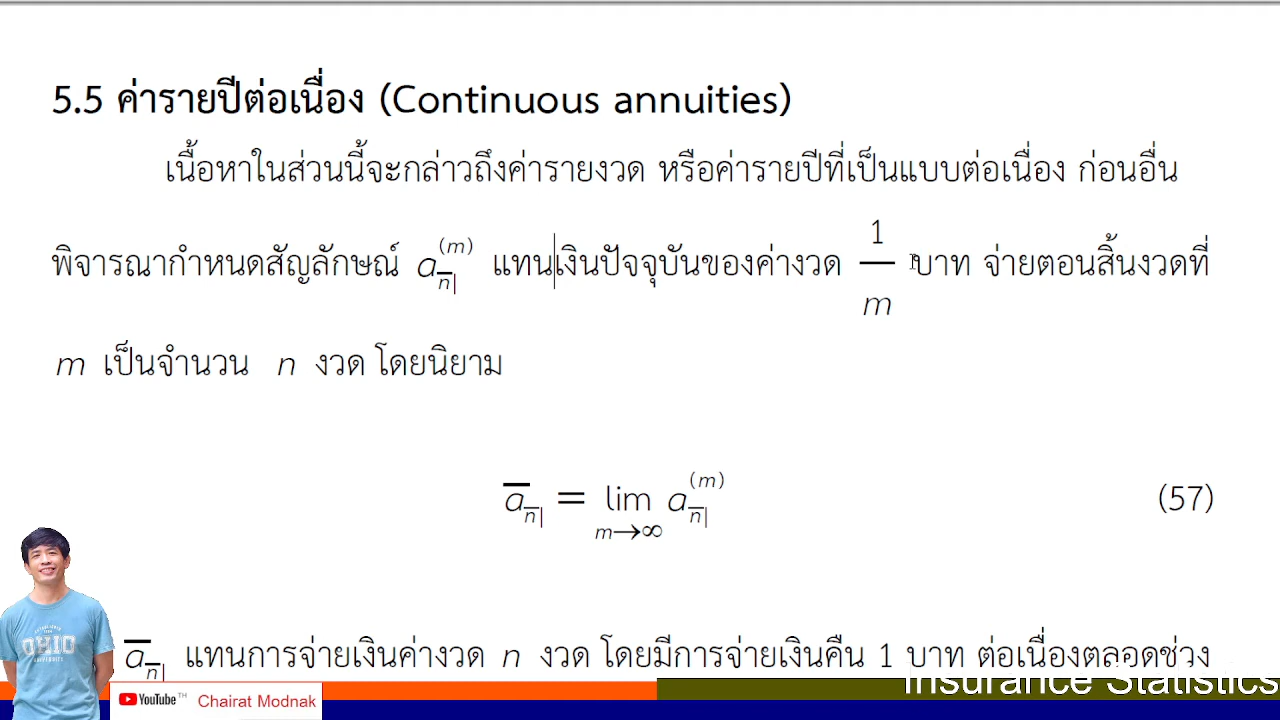 5.5 ค่ารายปีต่อเนื่อง (Continuous annuities)
เนื้อหาในส่วนนี้จะกล่าวถึงค่ารายงวด หรือค่ารายปีที่เป็นแบบต่อเนื่อง ก่อนอื่น
พิจารณากำหนดสัญลักษณ์ a_{\overline{n}|}^{(m)} แทนเงินปัจจุบันของค่างวด \frac{1}{m} บาท จ่ายตอนสิ้นงวดที่
m เป็นจำนวน n งวด โดยนิยาม
\overline{a}_{\overline{n}|} = \lim_{m→∞} a_{\overline{n}|}^{(m)} (57)
\overline{a}_{\overline{n}|} แทนการจ่ายเงินค่างวด n งวด โดยมีการจ่ายเงินคืน 1 บาท ต่อเนื่องตลอดช่วง
Insurance Statistics
OHIO
UNIVERSITY
YouTube TH Chairat Modnak